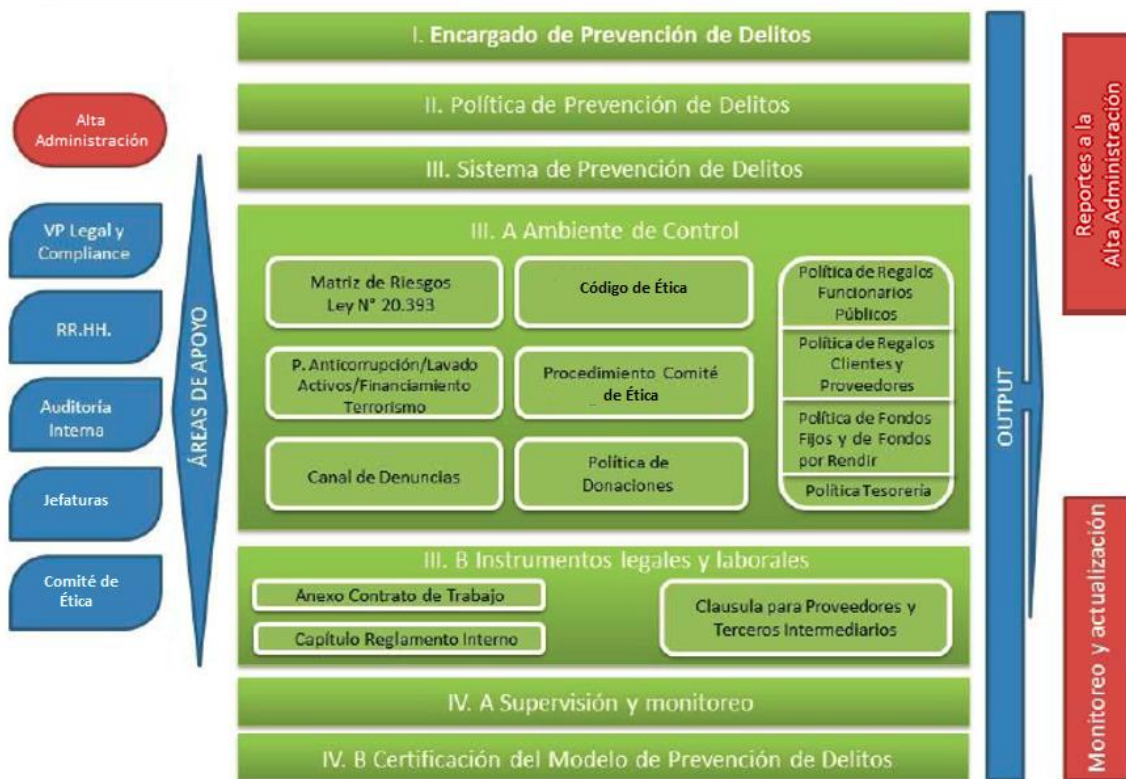 I. Encargado de Prevención de Delitos
II. Política de Prevención de Delitos
III. Sistema de Prevención de Delitos
Alta
Administración
VP Legal y
Compliance
RR.HH.
Auditoría
Interna
Jefaturas
Comité de
Ética
ÁREAS DE APOYO
III. A Ambiente de Control
Matriz de Riesgos
Ley N° 20.393
Código de Ética
P. Anticorrupción/Lavado
Activos/Financiamiento
Terrorismo
Procedimiento Comité
de Ética
Canal de Denuncias
Política de
Donaciones
Política de Regalos
Funcionarios
Públicos
Política de Regalos
Clientes y
Proveedores
Política de Fondos
Fijos y de Fondos
por Rendir
Política Tesorería
III. B Instrumentos legales y laborales
Anexo Contrato de Trabajo
Capítulo Reglamento Interno
Clausula para Proveedores y
Terceros Intermediarios
IV. A Supervisión y monitoreo
IV. B Certificación del Modelo de Prevención de Delitos
OUTPUT
Reportes a la
Alta Administración
Monitoreo y actualización